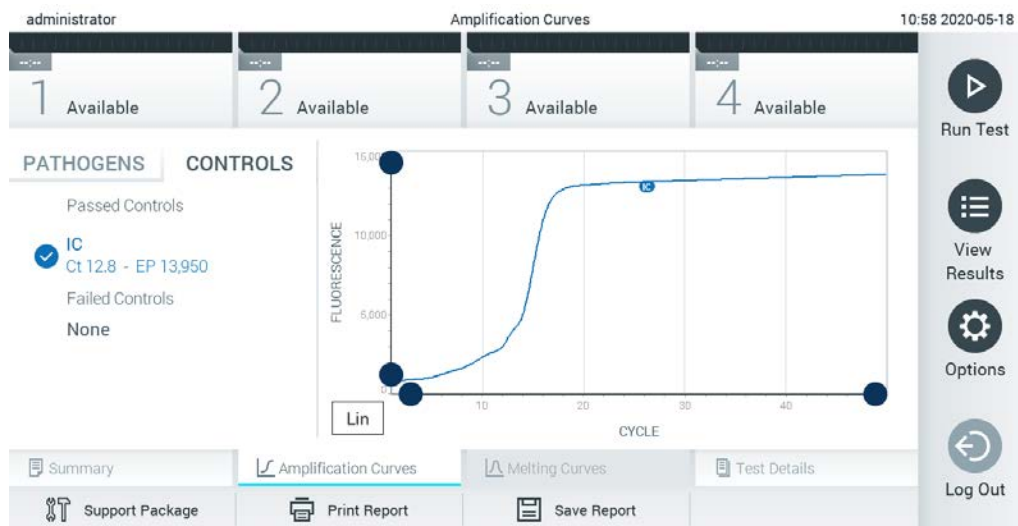 administrator
Amplification Curves
10:58 2020-05-18
--:--
1 Available
--:--
2 Available
--:--
3 Available
--:--
4 Available
Run Test
View
Results
Options
Log Out
PATHOGENS
CONTROLS
Passed Controls
IC
Ct 12.8 - EP 13,950
Failed Controls
None
FLUORESCENCE
15,000
10,000
5,000
0
IC
10
20
30
40
CYCLE
Lin
Summary
Amplification Curves
Melting Curves
Test Details
Support Package
Print Report
Save Report